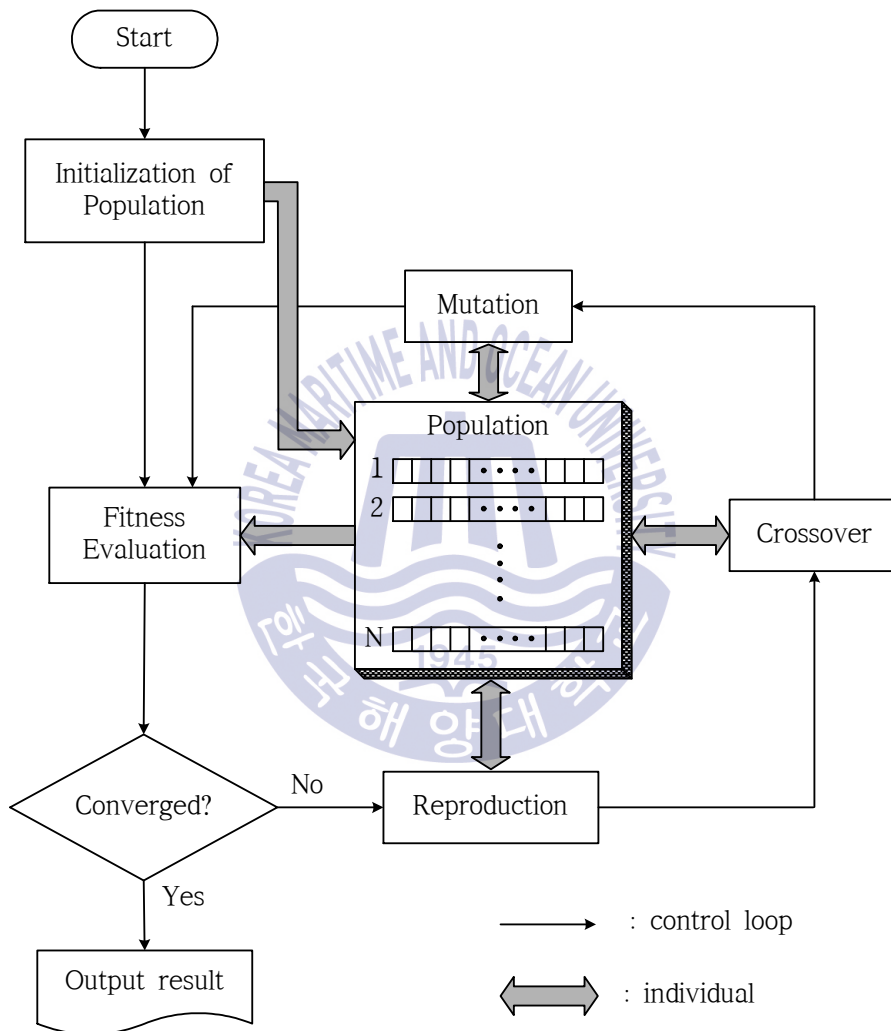 Start
Initialization of
Population
Mutation
Population
1
2
N
Fitness
Evaluation
Crossover
Converged?
No
Reproduction
Yes
Output result
: control loop
: individual
KOREA MARITIME AND OCEAN UNIVERSITY
1945
한국해양대학교